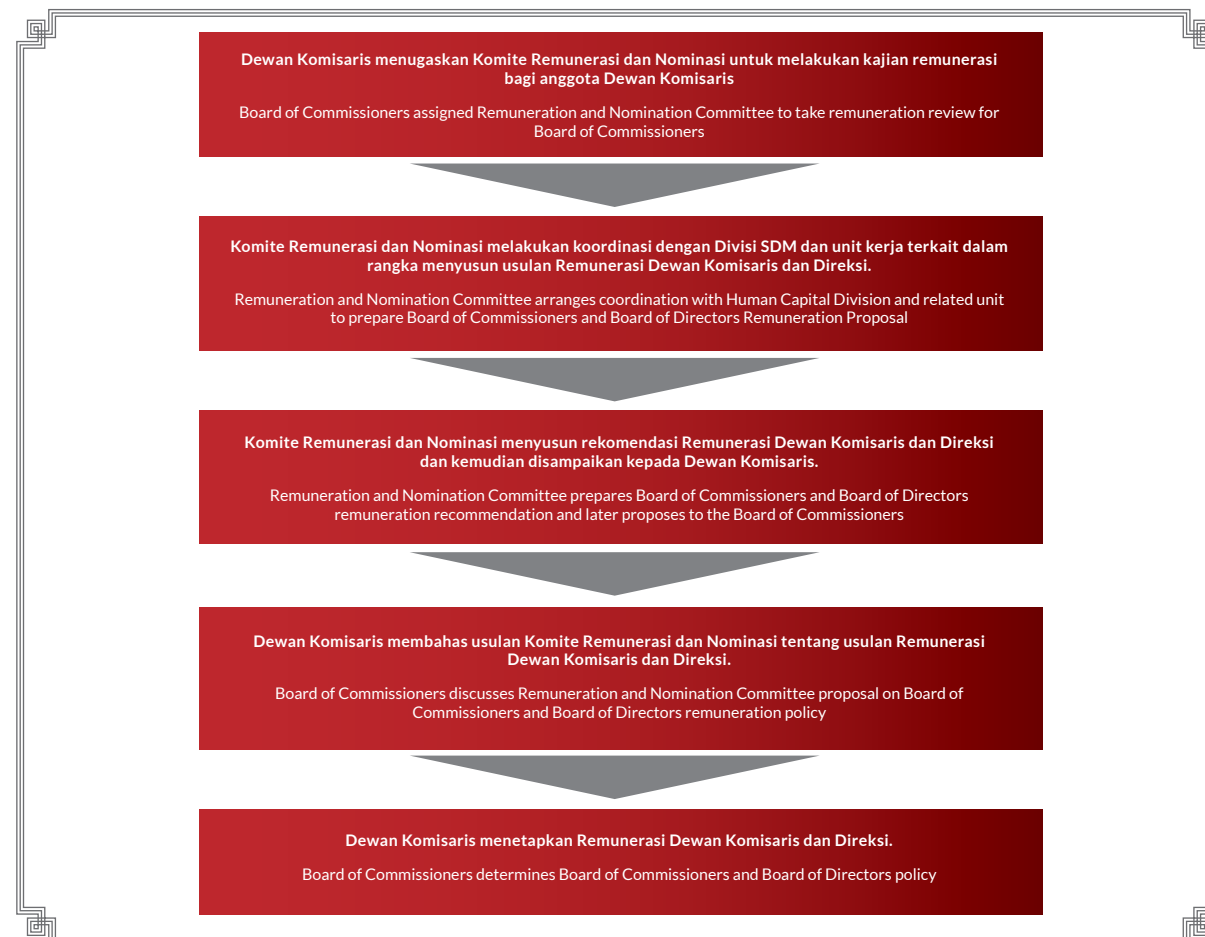 Dewan Komisaris menugaskan Komite Remunerasi dan Nominasi untuk melakukan kajian remunerasi
bagi anggota Dewan Komisaris
Board of Commissioners assigned Remuneration and Nomination Committee to take remuneration review for
Board of Commissioners
Komite Remunerasi dan Nominasi melakukan koordinasi dengan Divisi SDM dan unit kerja terkait dalam
rangka menyusun usulan Remunerasi Dewan Komisaris dan Direksi.
Remuneration and Nomination Committee arranges coordination with Human Capital Division and related unit
to prepare Board of Commissioners and Board of Directors Remuneration Proposal
Komite Remunerasi dan Nominasi menyusun rekomendasi Remunerasi Dewan Komisaris dan Direksi
dan kemudian disampaikan kepada Dewan Komisaris.
Remuneration and Nomination Committee prepares Board of Commissioners and Board of Directors
remuneration recommendation and later proposes to the Board of Commissioners
Dewan Komisaris membahas usulan Komite Remunerasi dan Nominasi tentang usulan Remunerasi
Dewan Komisaris dan Direksi.
Board of Commissioners discusses Remuneration and Nomination Committee proposal on Board of
Commissioners and Board of Directors remuneration policy
Dewan Komisaris menetapkan Remunerasi Dewan Komisaris dan Direksi.
Board of Commissioners determines Board of Commissioners and Board of Directors policy